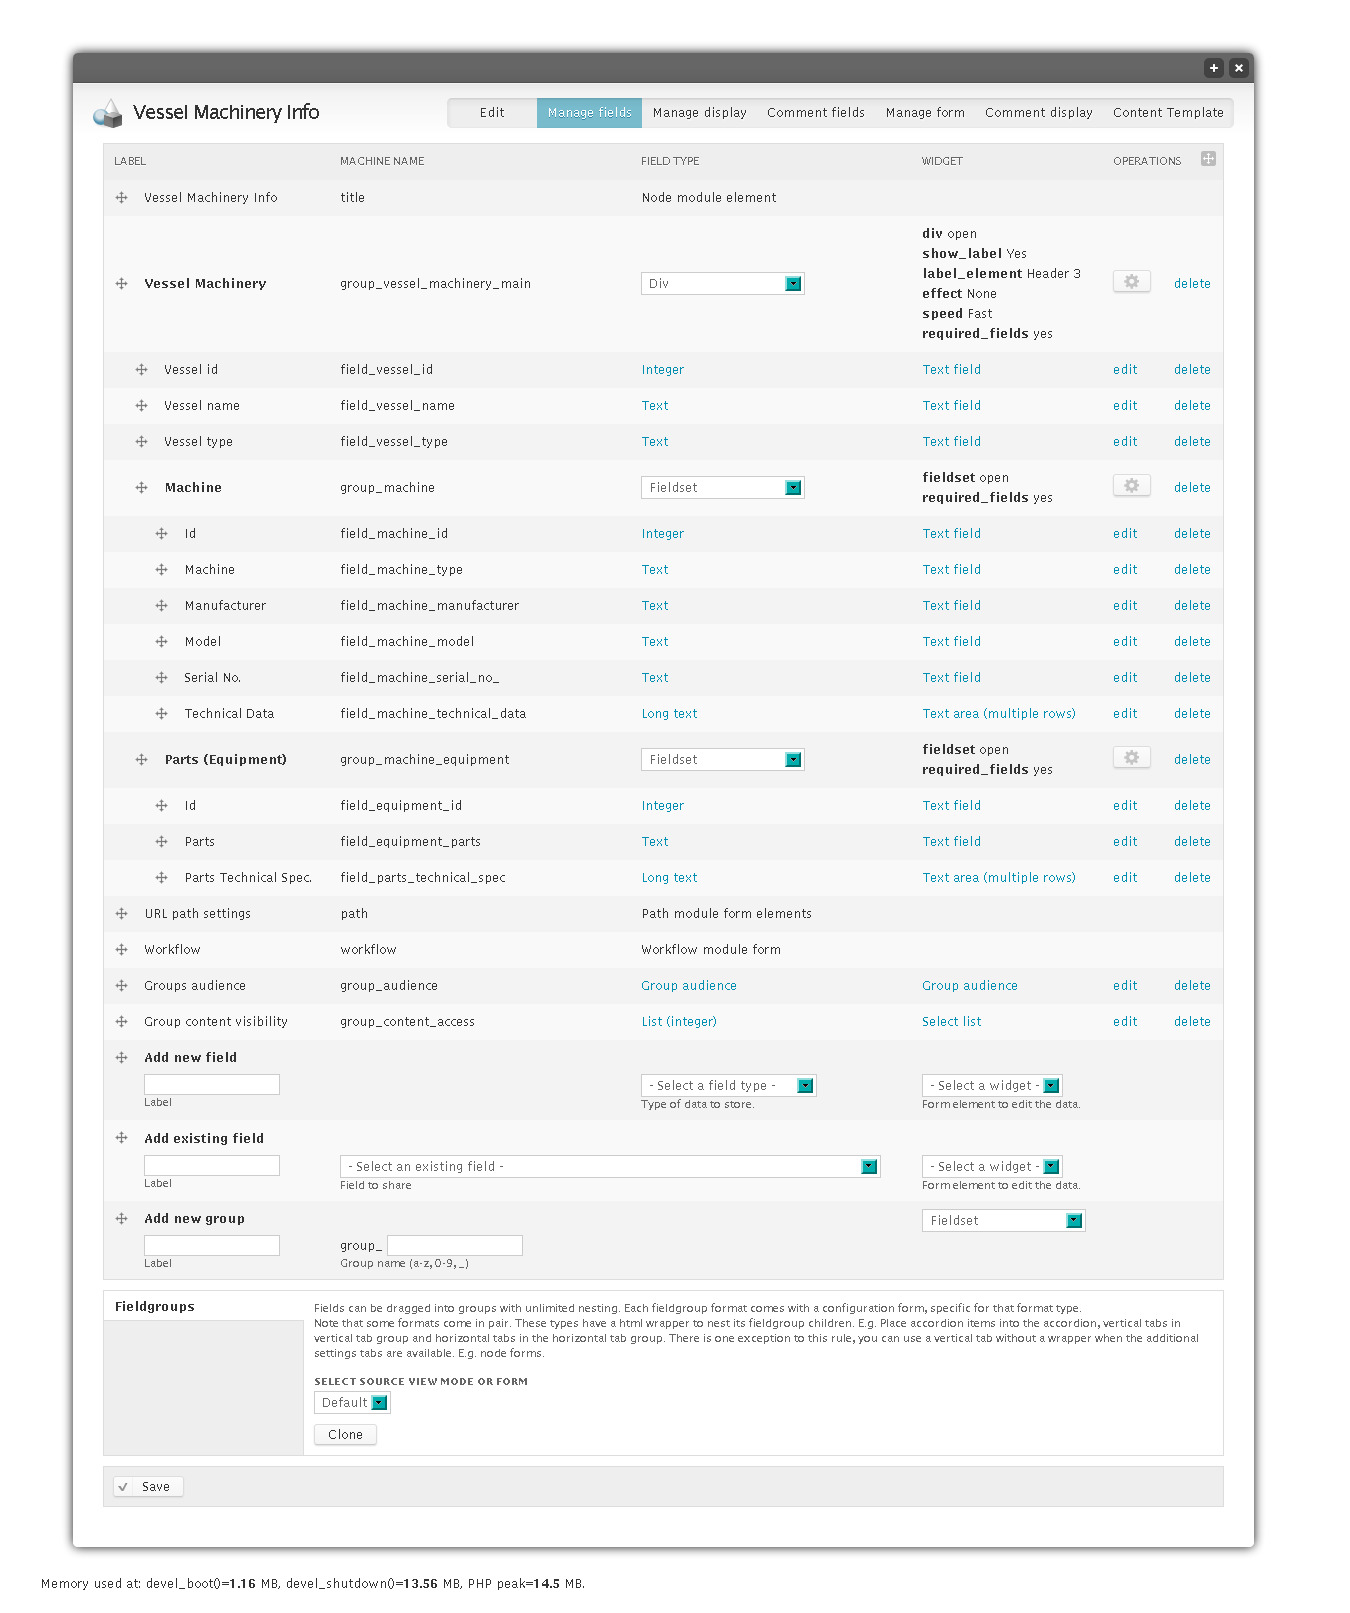 Vessel Machinery Info
Edit Manage fields Manage display Comment fields Manage form Comment display Content Template
LABEL MACHINE NAME FIELD TYPE WIDGET OPERATIONS
Vessel Machinery Info title Node module element
Vessel Machinery group_vessel_machinery_main Div
div open
show_label Yes
label_element Header 3
effect None
speed Fast
required_fields yes
delete
Vessel id field_vessel_id Integer Text field edit delete
Vessel name field_vessel_name Text Text field edit delete
Vessel type field_vessel_type Text Text field edit delete
Machine group_machine Fieldset
fieldset open
required_fields yes
delete
Id field_machine_id Integer Text field edit delete
Machine field_machine_type Text Text field edit delete
Manufacturer field_machine_manufacturer Text Text field edit delete
Model field_machine_model Text Text field edit delete
Serial No. field_machine_serial_no_ Text Text field edit delete
Technical Data field_machine_technical_data Long text Text area (multiple rows) edit delete
Parts (Equipment) group_machine_equipment Fieldset
fieldset open
required_fields yes
delete
Id field_equipment_id Integer Text field edit delete
Parts field_equipment_parts Text Text field edit delete
Parts Technical Spec. field_parts_technical_spec Long text Text area (multiple rows) edit delete
URL path settings path Path module form elements
Workflow workflow Workflow module form
Groups audience group_audience Group audience Group audience edit delete
Group content visibility group_content_access List (integer) Select list edit delete
Add new field
- Select a field type - - Select a widget -
Label Type of data to store. Form element to edit the data.
Add existing field
- Select an existing field - - Select a widget -
Label Field to share Form element to edit the data.
Add new group Fieldset
group_
Label Group name (a-z, 0-9, _)
Fieldgroups
Fields can be dragged into groups with unlimited nesting. Each fieldgroup format comes with a configuration form, specific for that format type.
Note that some formats come in pair. These types have a html wrapper to nest its fieldgroup children. E.g. Place accordion items into the accordion, vertical tabs in
vertical tab group and horizontal tabs in the horizontal tab group. There is one exception to this rule, you can use a vertical tab without a wrapper when the additional
settings tabs are available. E.g. node forms.
SELECT SOURCE VIEW MODE OR FORM
Default
Clone
Save
Memory used at: devel_boot()=1.16 MB, devel_shutdown()=13.56 MB, PHP peak=14.5 MB.